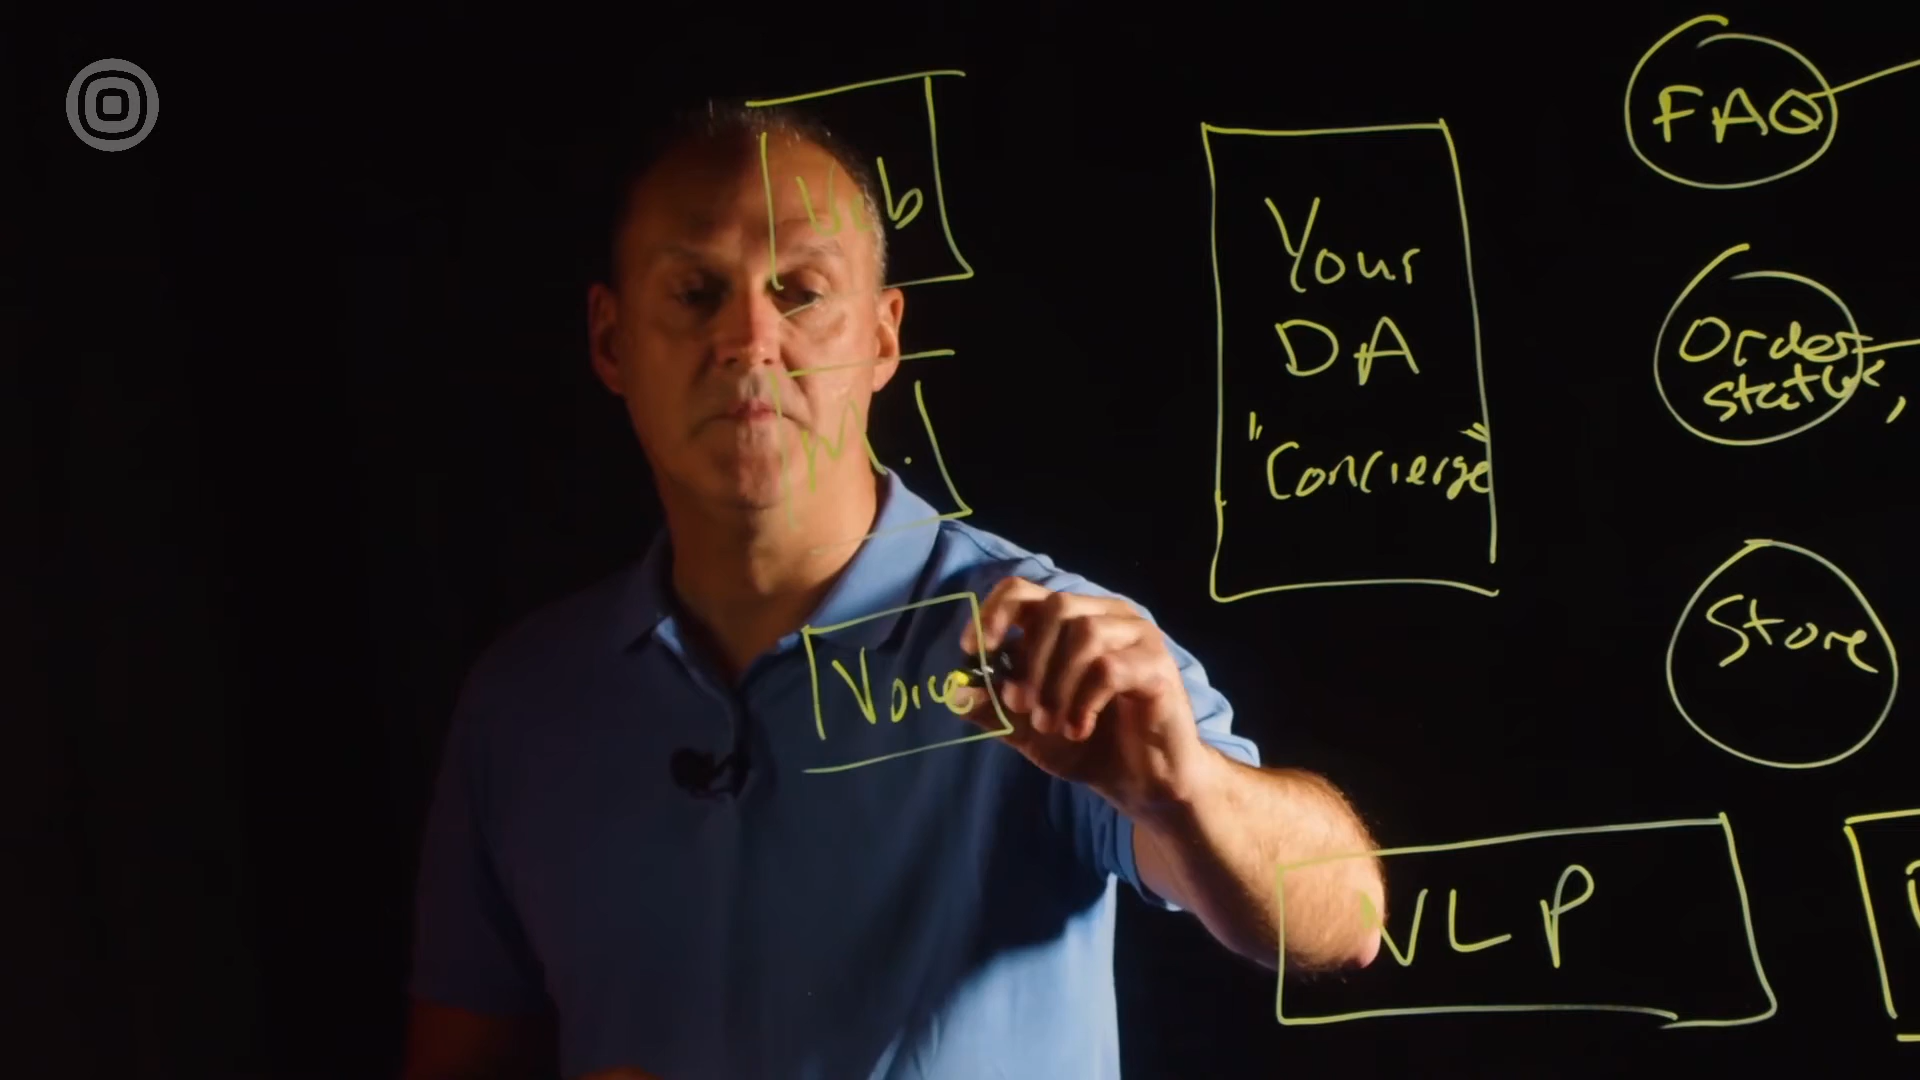 Web
M.
Voice
Your
DA
"Concierge"
FAQ
Order
status,
Store
NLP